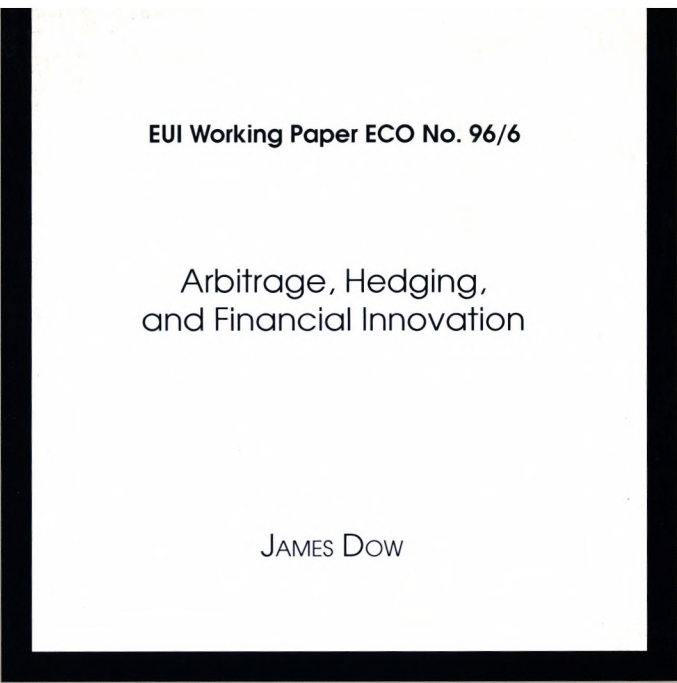 EUI Working Paper ECO No. 96/6
Arbitrage, Hedging,
and Financial Innovation
JAMES DOW